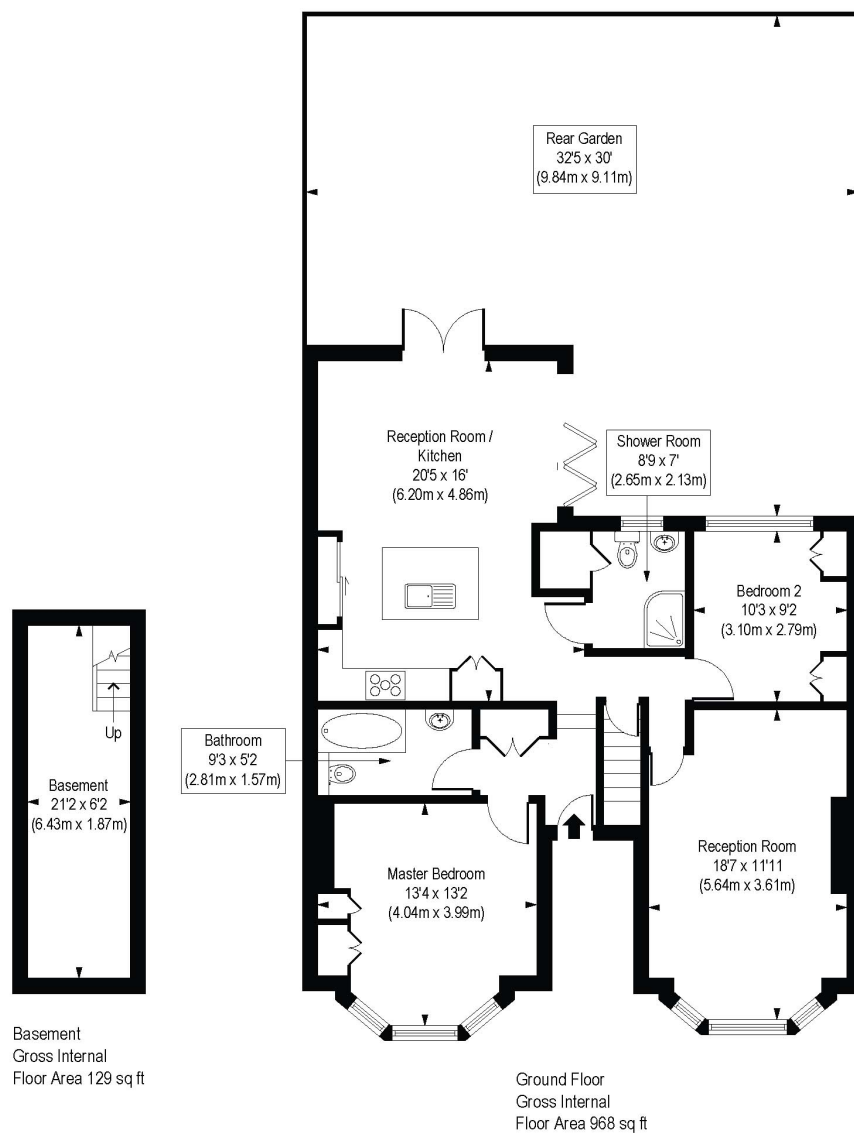 Rear Garden
32'5 x 30'
(9.84m x 9.11m)
Reception Room /
Kitchen
20'5 x 16'
(6.20m x 4.86m)
Shower Room
8'9 x 7'
(2.65m x 2.13m)
Bedroom 2
10'3 x 9'2
(3.10m x 2.79m)
Up
Bathroom
9'3 x 5'2
(2.81m x 1.57m)
Basement
21'2 x 6'2
(6.43m x 1.87m)
Master Bedroom
13'4 x 13'2
(4.04m x 3.99m)
Reception Room
18'7 x 11'11
(5.64m x 3.61m)
Basement
Gross Internal
Floor Area 129 sq ft
Ground Floor
Gross Internal
Floor Area 968 sq ft